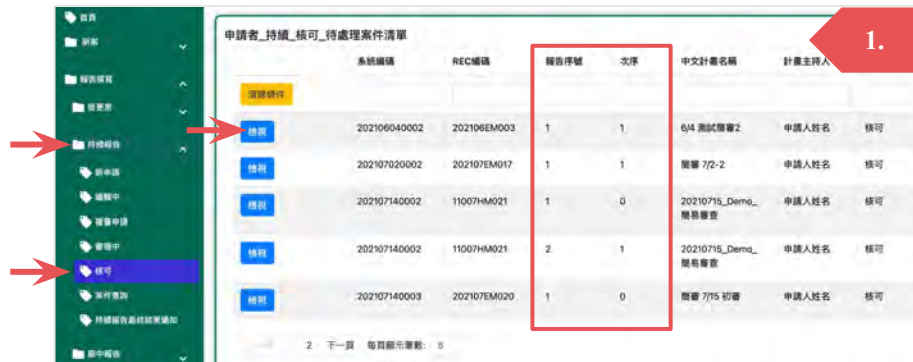 首頁
新案
報告撰寫
變更案
持續報告
新申請
編輯中
複審申請
審理中
核可
案件查詢
持續報告最終結案通知
期中報告
1.
申請者_持續_核可_待處理案件清單
系統編碼 REC編碼 報告序號 次序 中文計畫名稱 計畫主持人
清除條件
檢視 202106040002 202106EM003 1 1 6/4 測試簡審2 申請人姓名 核可
檢視 202107020002 202107EM017 1 1 簡審 7/2-2 申請人姓名 核可
檢視 202107140002 11007HM021 1 0 20210715_Demo_ 申請人姓名 核可
簡易審查
檢視 202107140002 11007HM021 2 1 20210715_Demo_ 申請人姓名 核可
簡易審查
檢視 202107140003 202107EM020 1 0 簡審 7/15 初審 申請人姓名 核可
2 下一頁 每頁顯示筆數: 5